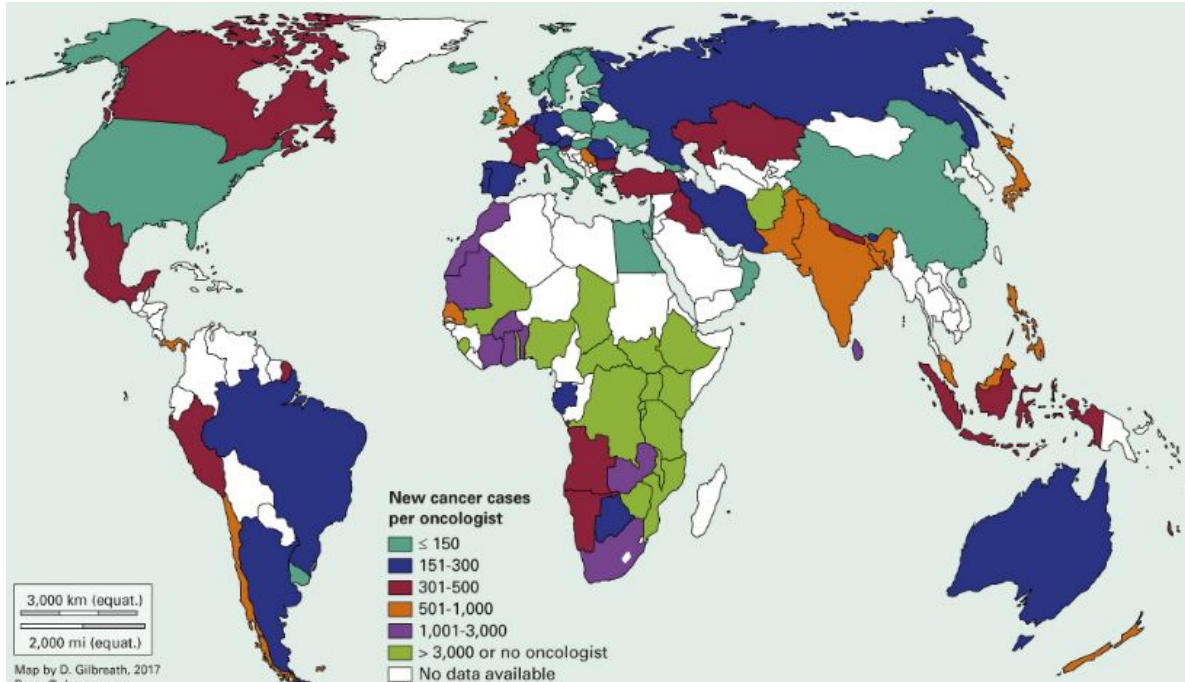 New cancer cases
per oncologist
≤ 150
151-300
301-500
501-1,000
1,001-3,000
> 3,000 or no oncologist
No data available
3,000 km (equat.)
2,000 mi (equat.)
Map by D. Gilbreath, 2017